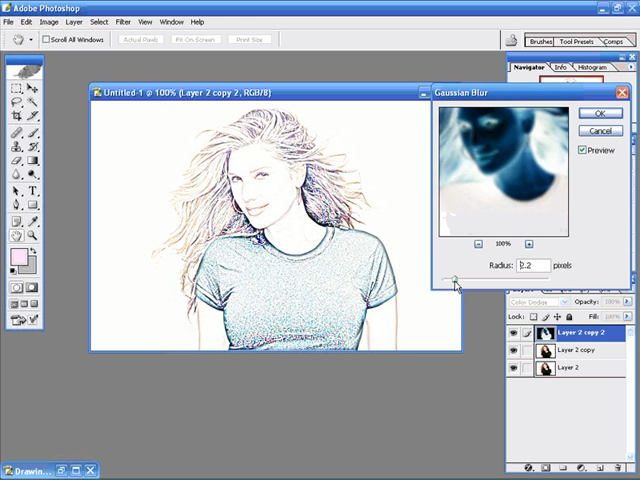 Adobe Photoshop
File Edit Image Layer Select Filter View Window Help
Scroll All Windows Actual Pixels Fit On Screen Print Size
Brushes Tool Presets Comps
Navigator Info Histogram
Untitled-1 @ 100% (Layer 2 copy 2, RGB/8)
Gaussian Blur
OK
Cancel
Preview
100%
Radius: 2.2 pixels
Color Dodge Opacity: 100%
Lock: Fill: 100%
Layer 2 copy 2
Layer 2 copy
Layer 2
Drawin...